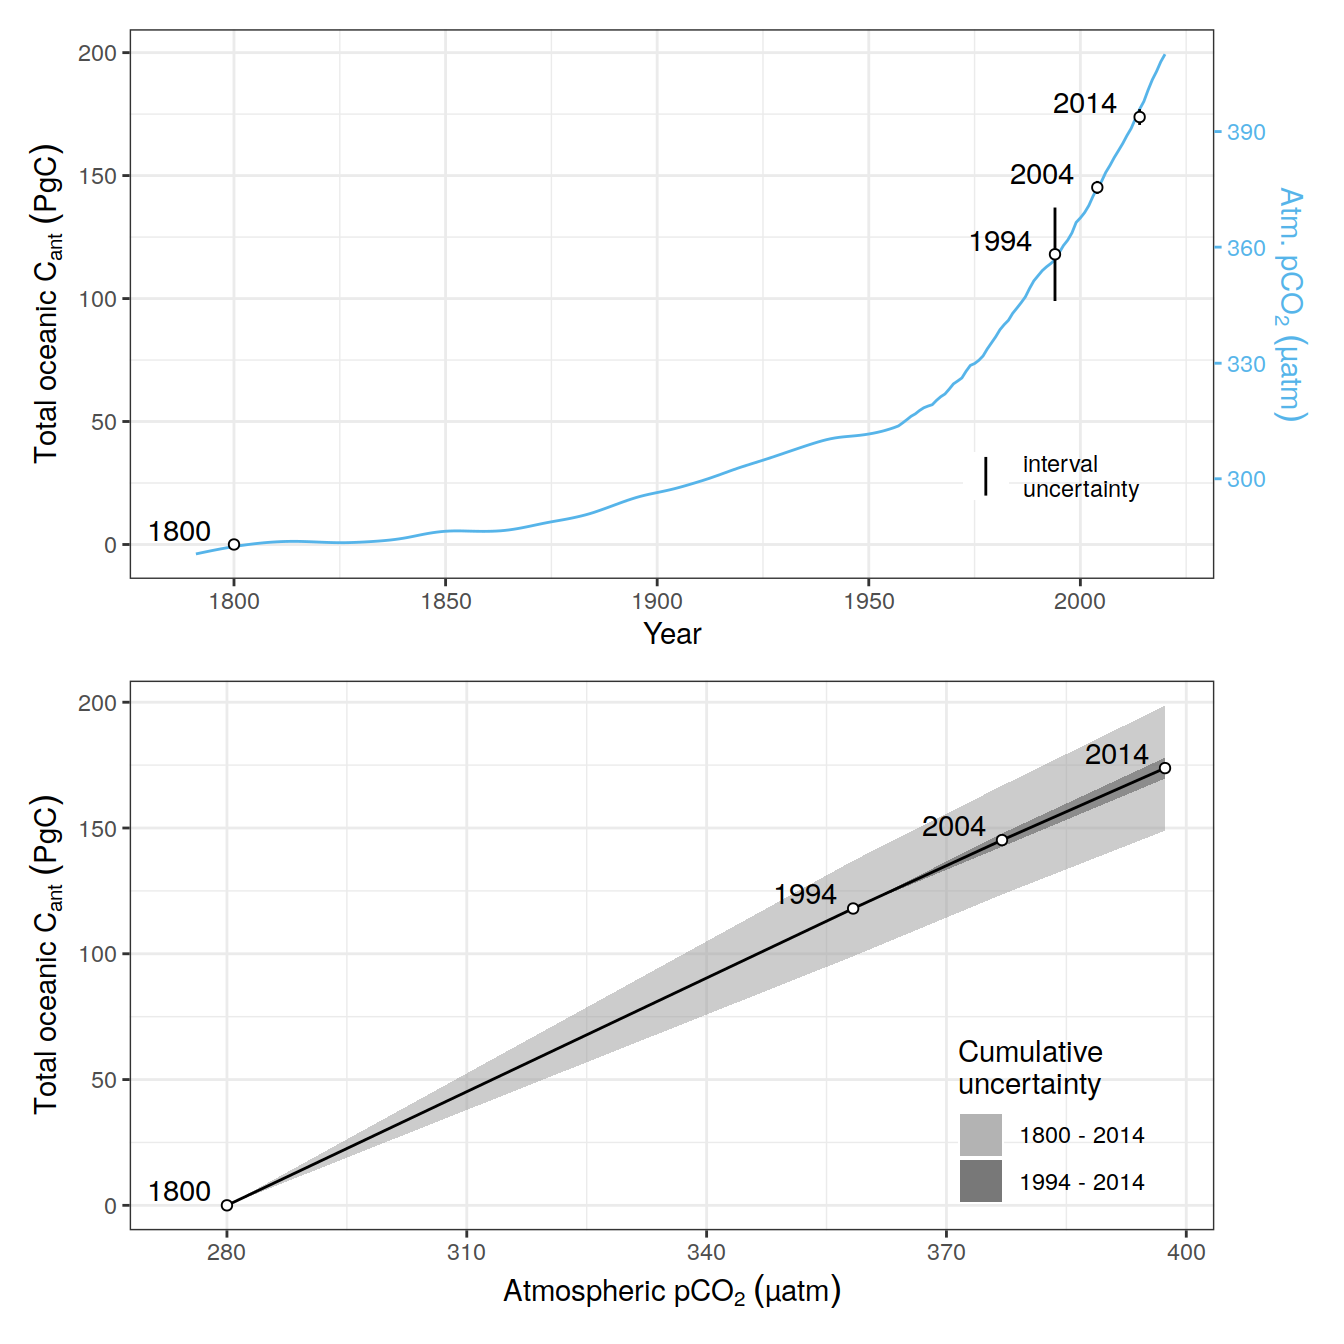 200
150
100
50
0
Total oceanic Cant (PgC)
1800
1994
2004
2014
interval
uncertainty
390
360
330
300
Atm. pCO2 (µatm)
1800
1850
1900
1950
2000
Year
200
150
100
50
0
Total oceanic Cant (PgC)
1800
1994
2004
2014
Cumulative
uncertainty
1800 - 2014
1994 - 2014
280
310
340
370
400
Atmospheric pCO2 (µatm)